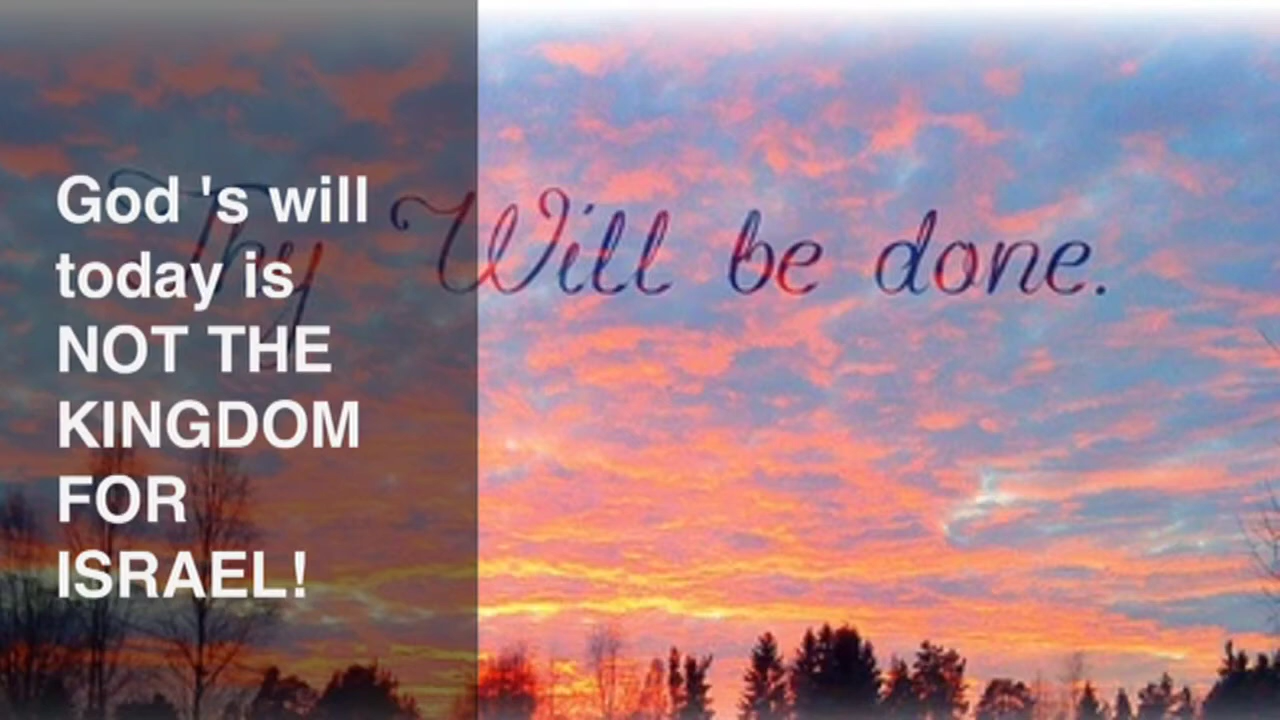 God 's will
today is
NOT THE
KINGDOM
FOR
ISRAEL!
Thy Will be done.